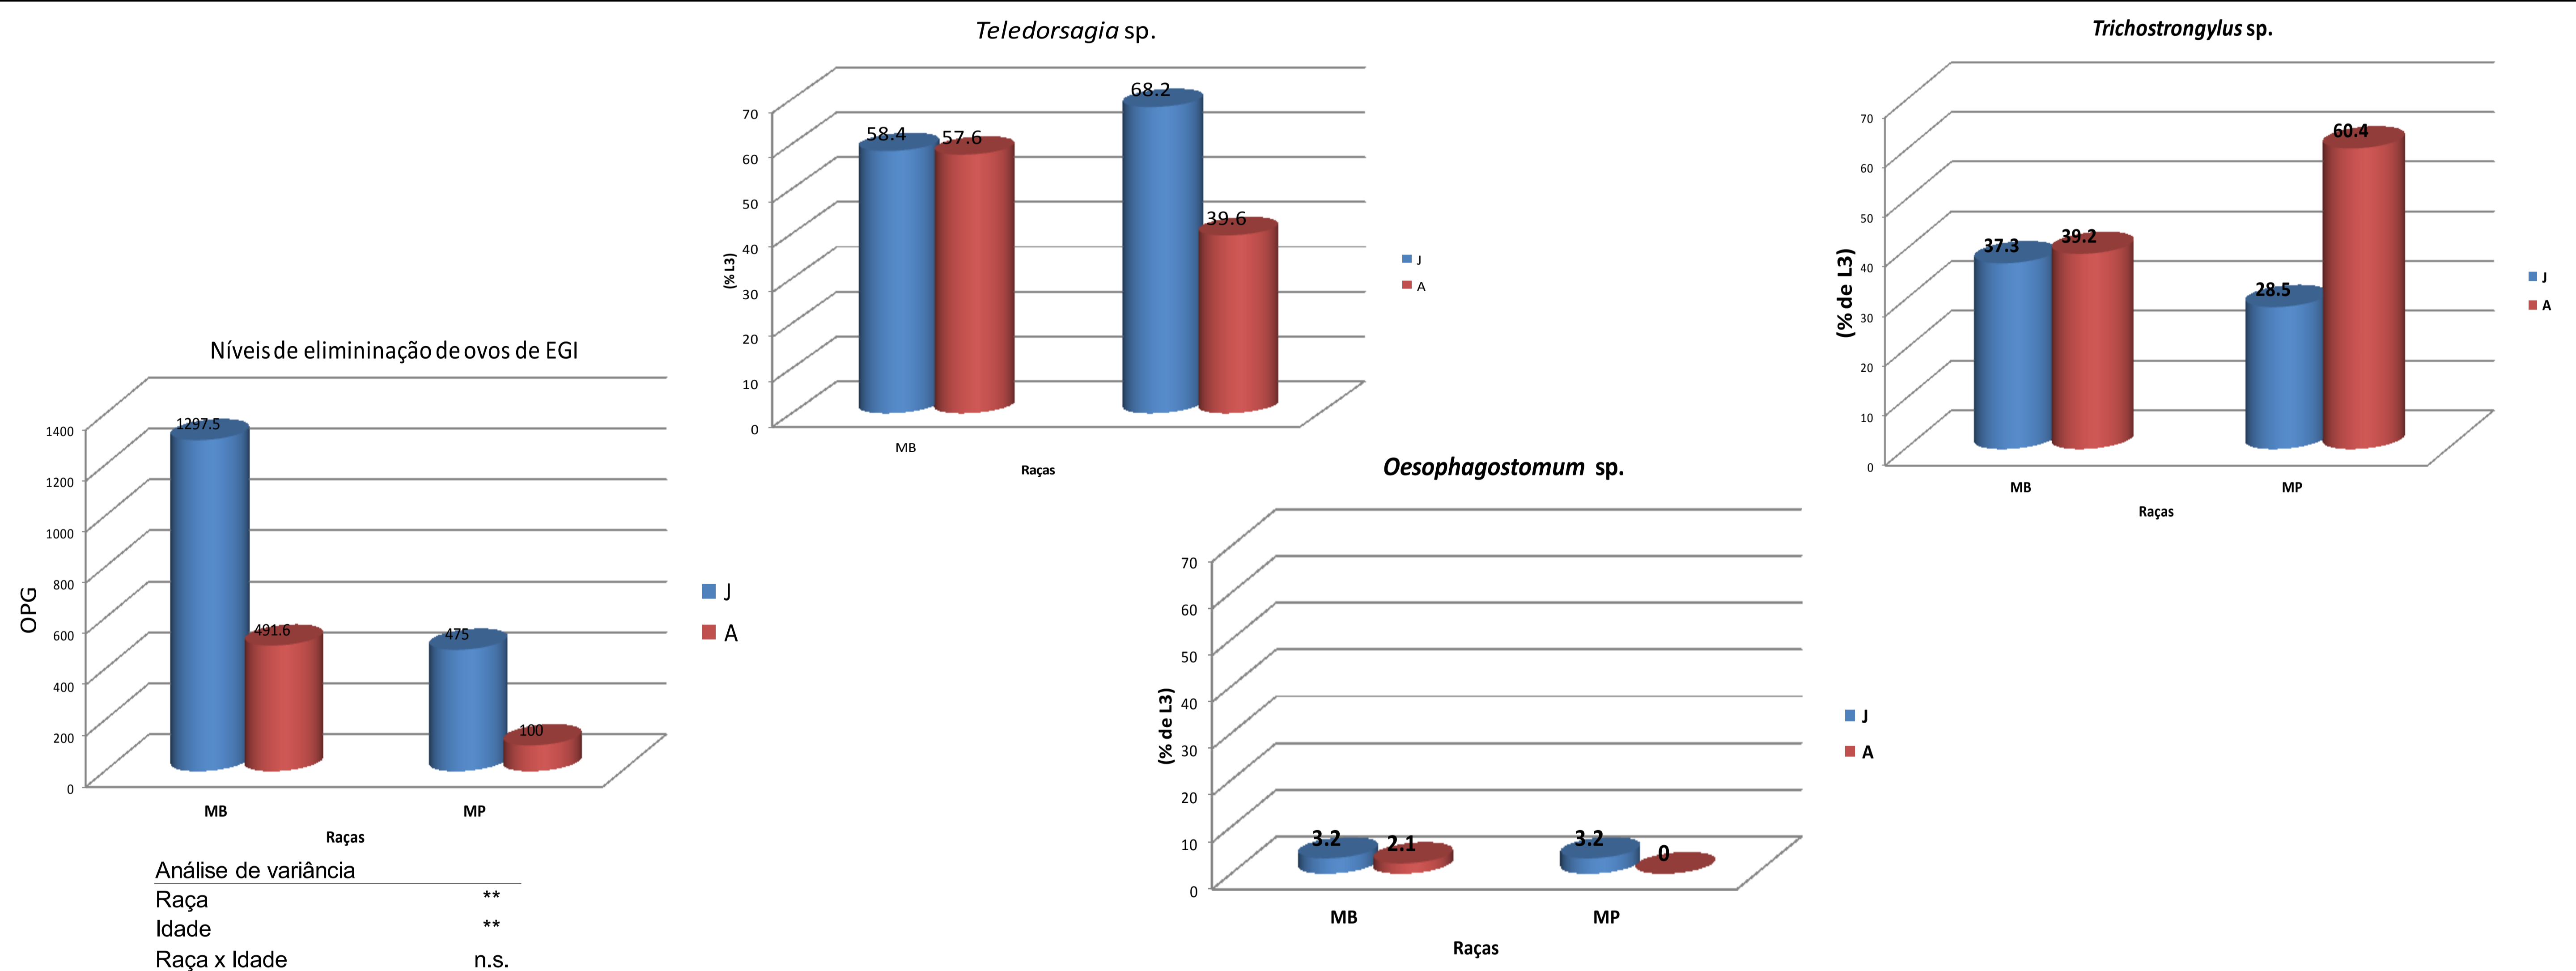 Teledorsagia sp.
70
60
50
40
30
20
10
0
(% L3)
58.4
57.6
68.2
39.6
MB
Raças
J
A
Trichostrongylus sp.
70
60
50
40
30
20
10
0
(% de L3)
37.3
39.2
28.5
60.4
MB
MP
Raças
J
A
Níveis de elimininação de ovos de EGI
1400
1200
1000
800
600
400
200
0
OPG
1297.5
491.6
475
100
MB
MP
Raças
J
A
Análise de variância
Raça **
Idade **
Raça x Idade n.s.
Oesophagostomum sp.
70
60
50
40
30
20
10
0
(% de L3)
3.2
2.1
3.2
0
MB
MP
Raças
J
A